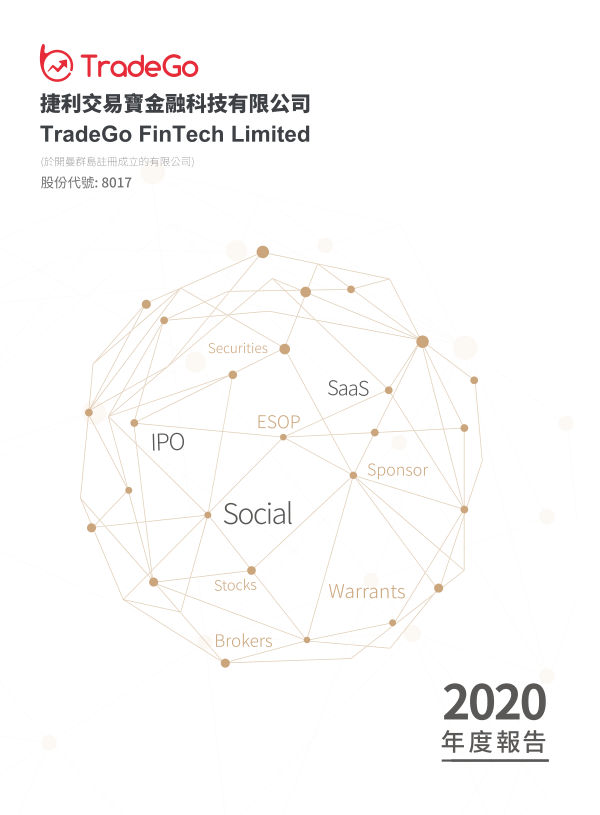 TradeGo
捷利交易寶金融科技有限公司
TradeGo FinTech Limited
(於開曼群島註冊成立的有限公司)
股份代號: 8017
Securities
SaaS
ESOP
IPO
Sponsor
Social
Stocks
Warrants
Brokers
2020
年度報告